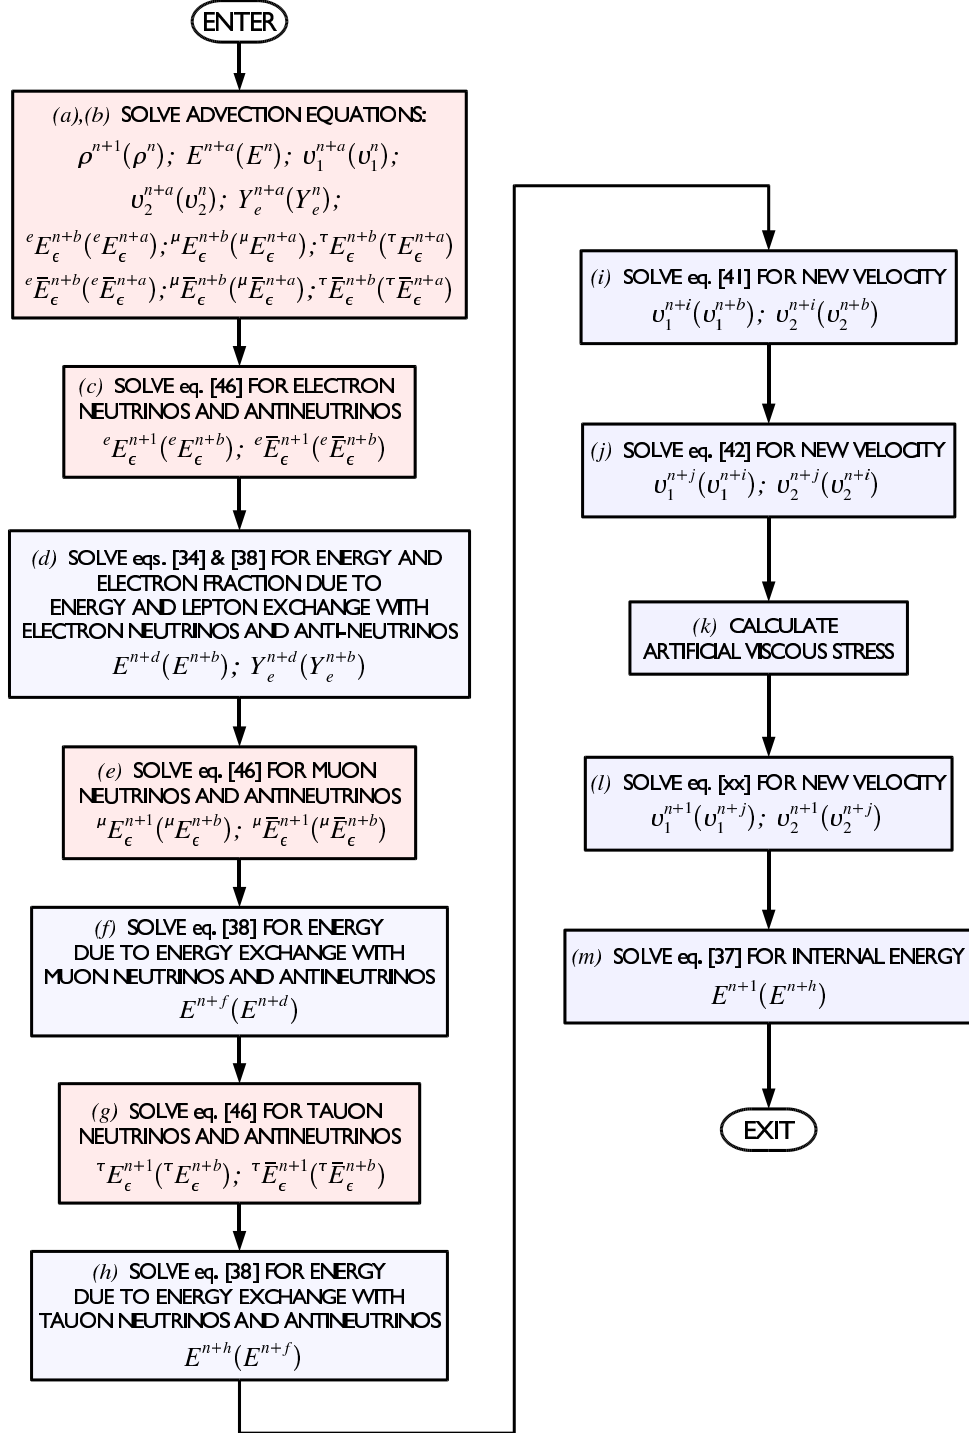 ENTER
(a),(b) SOLVE ADVECTION EQUATIONS:
ρ^{n+1}(ρ^n); E^{n+a}(E^n); υ_1^{n+a}(υ_1^n);
υ_2^{n+a}(υ_2^n); Y_e^{n+a}(Y_e^n);
^eE_ϵ^{n+b}(^eE_ϵ^{n+a}); ^μE_ϵ^{n+b}(^μE_ϵ^{n+a}); ^τE_ϵ^{n+b}(^τE_ϵ^{n+a})
^eĒ_ϵ^{n+b}(^eĒ_ϵ^{n+a}); ^μĒ_ϵ^{n+b}(^μĒ_ϵ^{n+a}); ^τĒ_ϵ^{n+b}(^τĒ_ϵ^{n+a})
(c) SOLVE eq. [46] FOR ELECTRON
NEUTRINOS AND ANTINEUTRINOS
^eE_ϵ^{n+1}(^eE_ϵ^{n+b}); ^eĒ_ϵ^{n+1}(^eĒ_ϵ^{n+b})
(d) SOLVE eqs. [34] & [38] FOR ENERGY AND
ELECTRON FRACTION DUE TO
ENERGY AND LEPTON EXCHANGE WITH
ELECTRON NEUTRINOS AND ANTI-NEUTRINOS
E^{n+d}(E^{n+b}); Y_e^{n+d}(Y_e^{n+b})
(e) SOLVE eq. [46] FOR MUON
NEUTRINOS AND ANTINEUTRINOS
^μE_ϵ^{n+1}(^μE_ϵ^{n+b}); ^μĒ_ϵ^{n+1}(^μĒ_ϵ^{n+b})
(f) SOLVE eq. [38] FOR ENERGY
DUE TO ENERGY EXCHANGE WITH
MUON NEUTRINOS AND ANTINEUTRINOS
E^{n+f}(E^{n+d})
(g) SOLVE eq. [46] FOR TAUON
NEUTRINOS AND ANTINEUTRINOS
^τE_ϵ^{n+1}(^τE_ϵ^{n+b}); ^τĒ_ϵ^{n+1}(^τĒ_ϵ^{n+b})
(h) SOLVE eq. [38] FOR ENERGY
DUE TO ENERGY EXCHANGE WITH
TAUON NEUTRINOS AND ANTINEUTRINOS
E^{n+h}(E^{n+f})
(i) SOLVE eq. [41] FOR NEW VELOCITY
υ_1^{n+i}(υ_1^{n+b}); υ_2^{n+i}(υ_2^{n+b})
(j) SOLVE eq. [42] FOR NEW VELOCITY
υ_1^{n+j}(υ_1^{n+i}); υ_2^{n+j}(υ_2^{n+i})
(k) CALCULATE
ARTIFICIAL VISCOUS STRESS
(l) SOLVE eq. [xx] FOR NEW VELOCITY
υ_1^{n+1}(υ_1^{n+j}); υ_2^{n+1}(υ_2^{n+j})
(m) SOLVE eq. [37] FOR INTERNAL ENERGY
E^{n+1}(E^{n+h})
EXIT